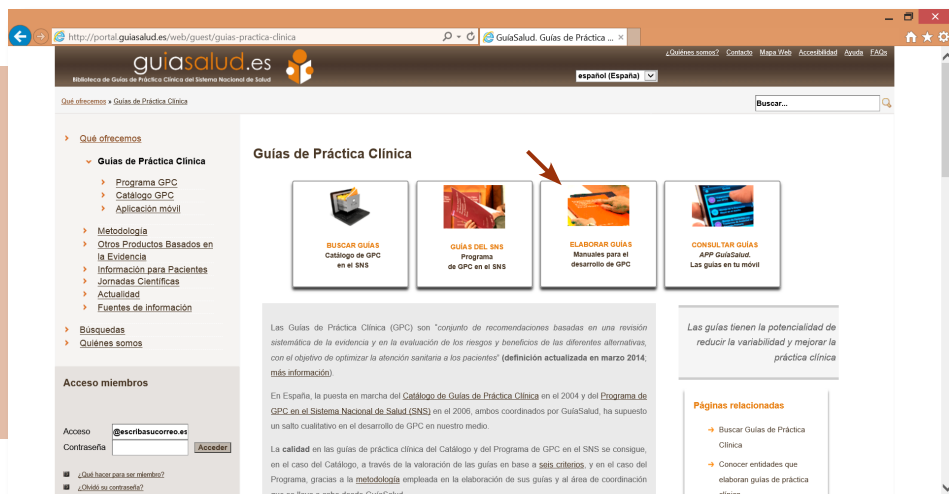 http://portal.guiasalud.es/web/guest/guias-practica-clinica
GuíaSalud. Guías de Práctica ...
¿Quiénes somos? Contacto Mapa Web Accesibilidad Ayuda FAQs
guiasalud.es
Biblioteca de Guías de Práctica Clínica del Sistema Nacional de Salud
español (España)
Qué ofrecemos » Guías de Práctica Clínica
Buscar...
Qué ofrecemos
Guías de Práctica Clínica
Programa GPC
Catálogo GPC
Aplicación móvil
Metodología
Otros Productos Basados en
la Evidencia
Información para Pacientes
Jornadas Científicas
Actualidad
Fuentes de información
Búsquedas
Quiénes somos
Acceso miembros
Acceso @escribasucorreo.es
Contraseña Acceder
¿Qué hacer para ser miembro?
¿Olvidó su contraseña?
Guías de Práctica Clínica
BUSCAR GUÍAS
Catálogo de GPC
en el SNS
GUÍAS DEL SNS
Programa
de GPC en el SNS
ELABORAR GUÍAS
Manuales para el
desarrollo de GPC
CONSULTAR GUÍAS
APP GuíaSalud.
Las guías en tu móvil
Las Guías de Práctica Clínica (GPC) son "conjunto de recomendaciones basadas en una revisión
sistemática de la evidencia y en la evaluación de los riesgos y beneficios de las diferentes alternativas,
con el objetivo de optimizar la atención sanitaria a los pacientes" (definición actualizada en marzo 2014;
más información).
En España, la puesta en marcha del Catálogo de Guías de Práctica Clínica en el 2004 y del Programa de
GPC en el Sistema Nacional de Salud (SNS) en el 2006, ambos coordinados por GuíaSalud, ha supuesto
un salto cualitativo en el desarrollo de GPC en nuestro medio.
La calidad en las guías de práctica clínica del Catálogo y del Programa de GPC en el SNS se consigue,
en el caso del Catálogo, a través de la valoración de las guías en base a seis criterios, y en el caso del
Programa, gracias a la metodología empleada en la elaboración de sus guías y al área de coordinación
que se lleva a cabo desde GuíaSalud.
Las guías tienen la potencialidad de
reducir la variabilidad y mejorar la
práctica clínica
Páginas relacionadas
Buscar Guías de Práctica
Clínica
Conocer entidades que
elaboran guías de práctica
clínica